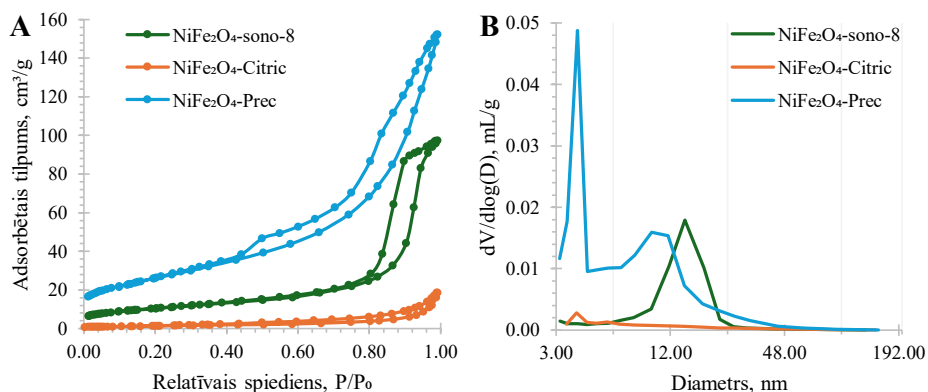 A
NiFe₂O₄-sono-8
NiFe₂O₄-Citric
NiFe₂O₄-Prec
Adsorbētais tilpums, cm³/g
160
140
120
100
80
60
40
20
0
0.00 0.20 0.40 0.60 0.80 1.00
Relatīvais spiediens, P/P₀
B
NiFe₂O₄-sono-8
NiFe₂O₄-Citric
NiFe₂O₄-Prec
dV/dlog(D), mL/g
0.05
0.04
0.03
0.02
0.01
0.00
3.00 12.00 48.00 192.00
Diametrs, nm